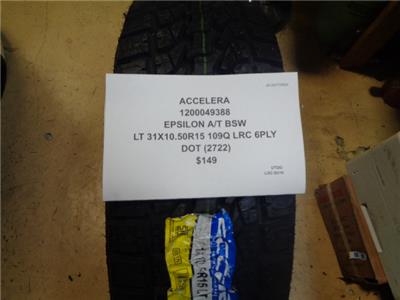 ACCELERA
1200049388
EPSILON A/T BSW
LT 31X10.50R15 109Q LRC 6PLY
DOT (2722)
$149